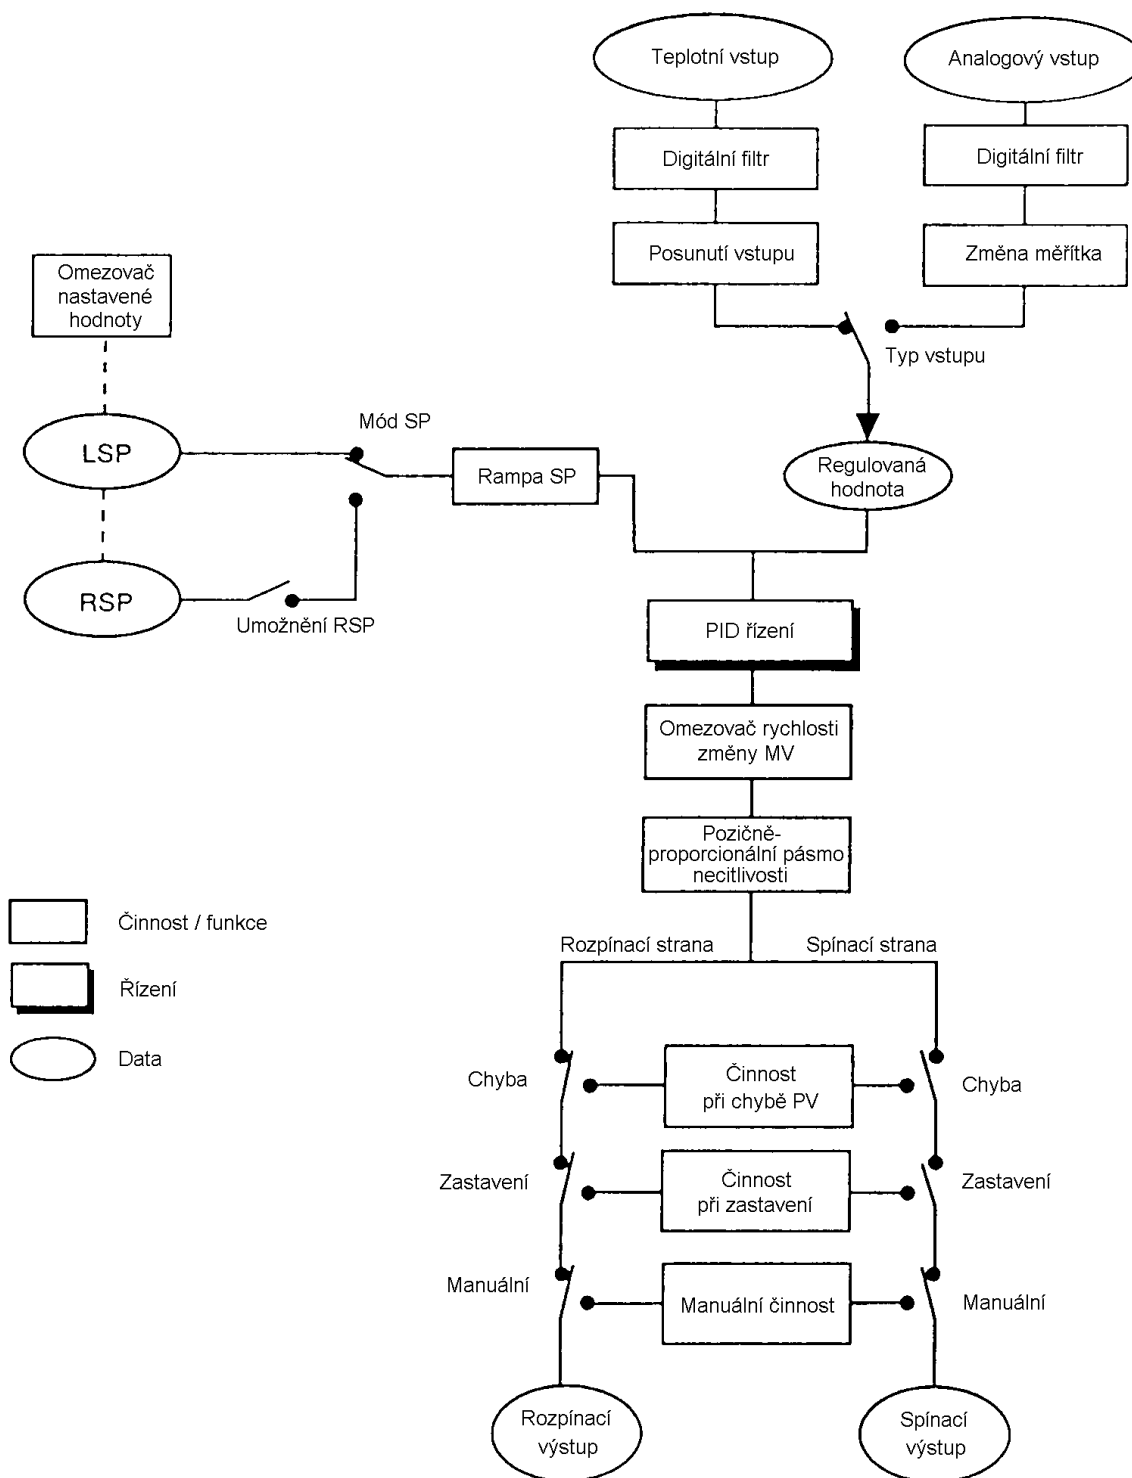 Teplotní vstup
Analogový vstup
Digitální filtr
Digitální filtr
Posunutí vstupu
Změna měřítka
Omezovač
nastavené
hodnoty
Typ vstupu
Mód SP
LSP
Rampa SP
Regulovaná
hodnota
RSP
Umožnění RSP
PID řízení
Omezovač rychlosti
změny MV
Pozičně-
proporcionální pásmo
necitlivosti
Činnost / funkce
Řízení
Data
Rozpínací strana
Spínací strana
Chyba
Činnost
při chybě PV
Chyba
Zastavení
Činnost
při zastavení
Zastavení
Manuální
Manuální činnost
Manuální
Rozpínací
výstup
Spínací
výstup